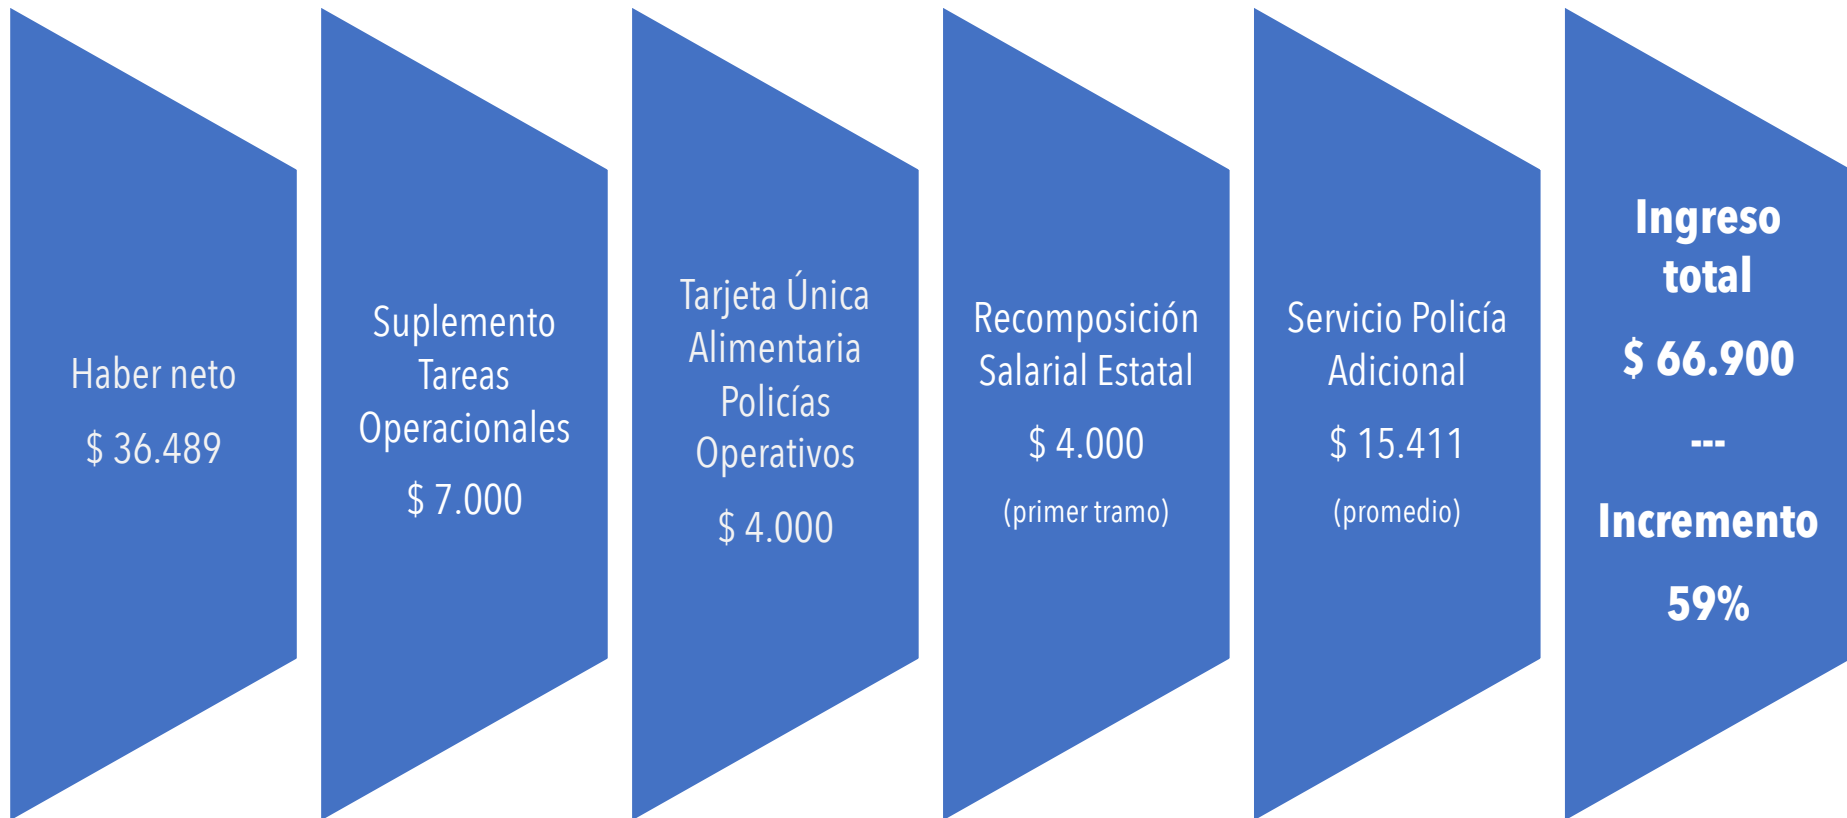 Haber neto
$ 36.489
Suplemento
Tareas
Operacionales
$ 7.000
Tarjeta Única
Alimentaria
Policías
Operativos
$ 4.000
Recomposición
Salarial Estatal
$ 4.000
(primer tramo)
Servicio Policía
Adicional
$ 15.411
(promedio)
Ingreso
total
$ 66.900
---
Incremento
59%